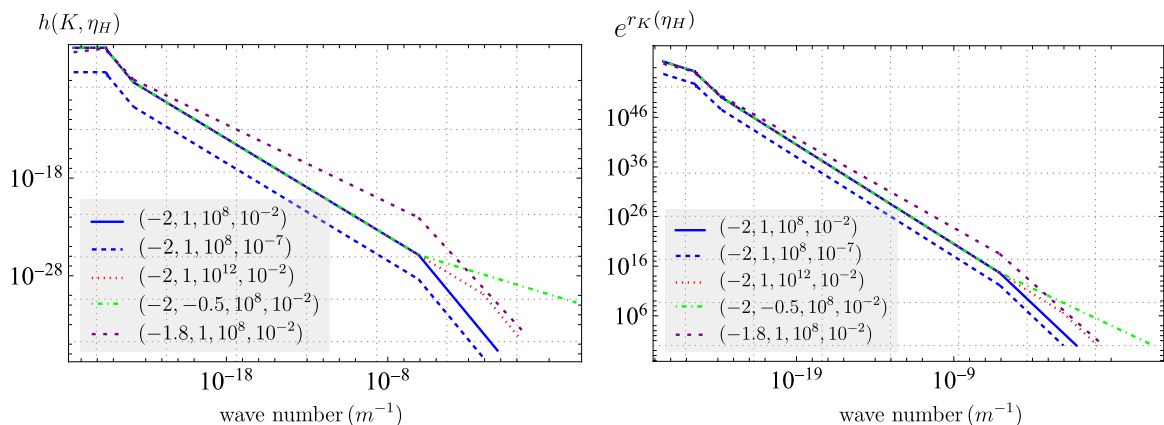 h(K, η_H)
10^{-18}
10^{-28}
(−2, 1, 10^8, 10^{-2})
(−2, 1, 10^8, 10^{-7})
(−2, 1, 10^{12}, 10^{-2})
(−2, −0.5, 10^8, 10^{-2})
(−1.8, 1, 10^8, 10^{-2})
10^{-18}
10^{-8}
wave number (m^{-1})
e^{r_K(η_H)}
10^{46}
10^{36}
10^{26}
10^{16}
10^6
(−2, 1, 10^8, 10^{-2})
(−2, 1, 10^8, 10^{-7})
(−2, 1, 10^{12}, 10^{-2})
(−2, −0.5, 10^8, 10^{-2})
(−1.8, 1, 10^8, 10^{-2})
10^{-19}
10^{-9}
wave number (m^{-1})